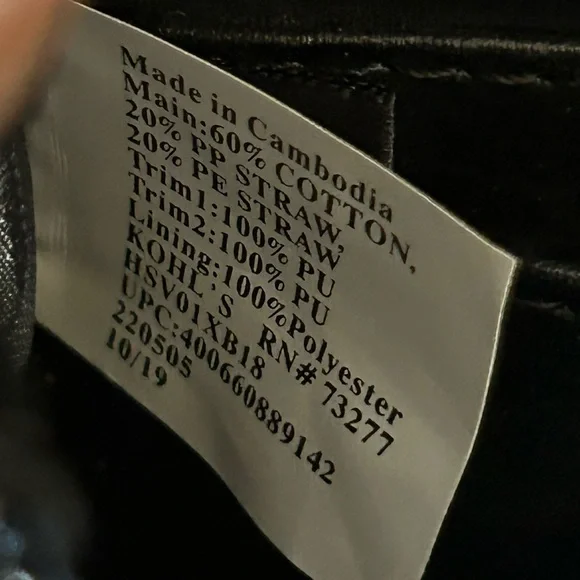 Made in Cambodia
Main:60% COTTON,
20% PP STRAW,
20% PE STRAW
Trim1:100% PU
Trim2:100% PU
Lining:100%Polyester
KOHL'S RN# 73277
HSV01XB18
UPC:400660889142
220505
10/19